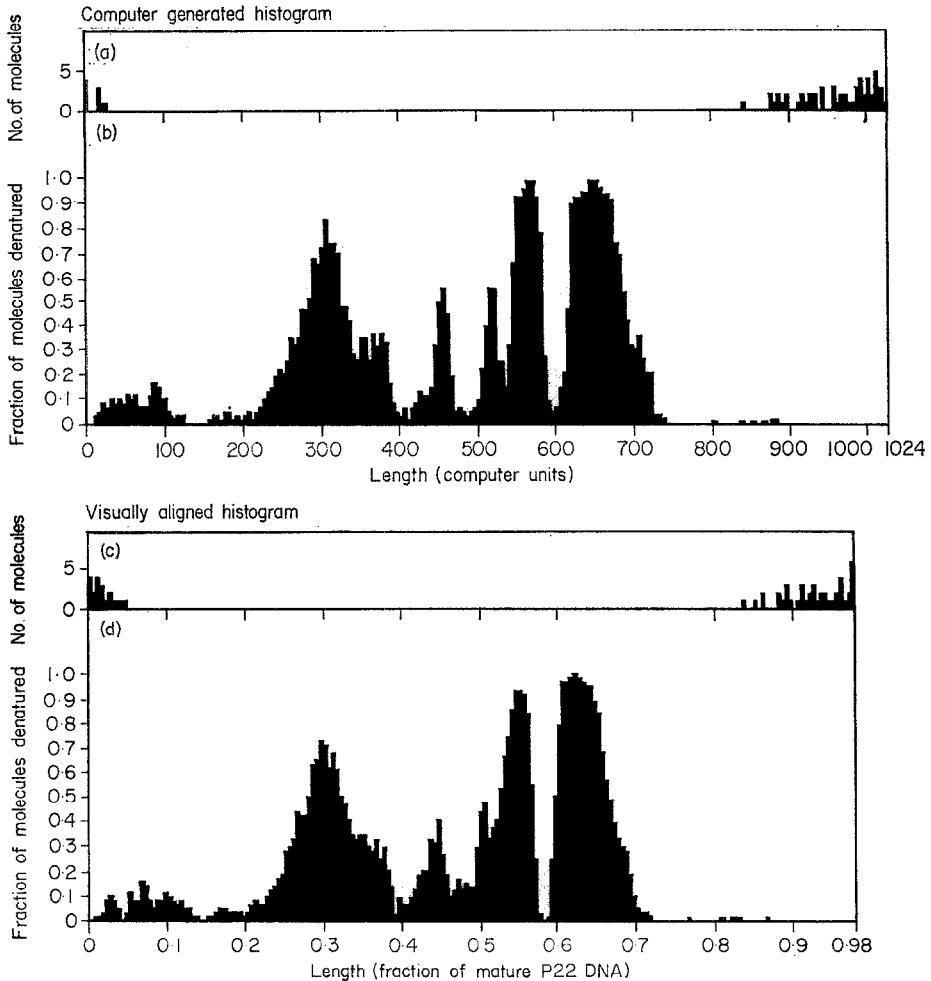 Computer generated histogram
No. of molecules
(a)
5
0
(b)
Fraction of molecules denatured
1·0
0·9
0·8
0·7
0·6
0·5
0·4
0·3
0·2
0·1
0
0 100 200 300 400 500 600 700 800 900 1000 1024
Length (computer units)
Visually aligned histogram
No. of molecules
(c)
5
0
(d)
Fraction of molecules denatured
1·0
0·9
0·8
0·7
0·6
0·5
0·4
0·3
0·2
0·1
0
0 0·1 0·2 0·3 0·4 0·5 0·6 0·7 0·8 0·9 0·98
Length (fraction of mature P22 DNA)